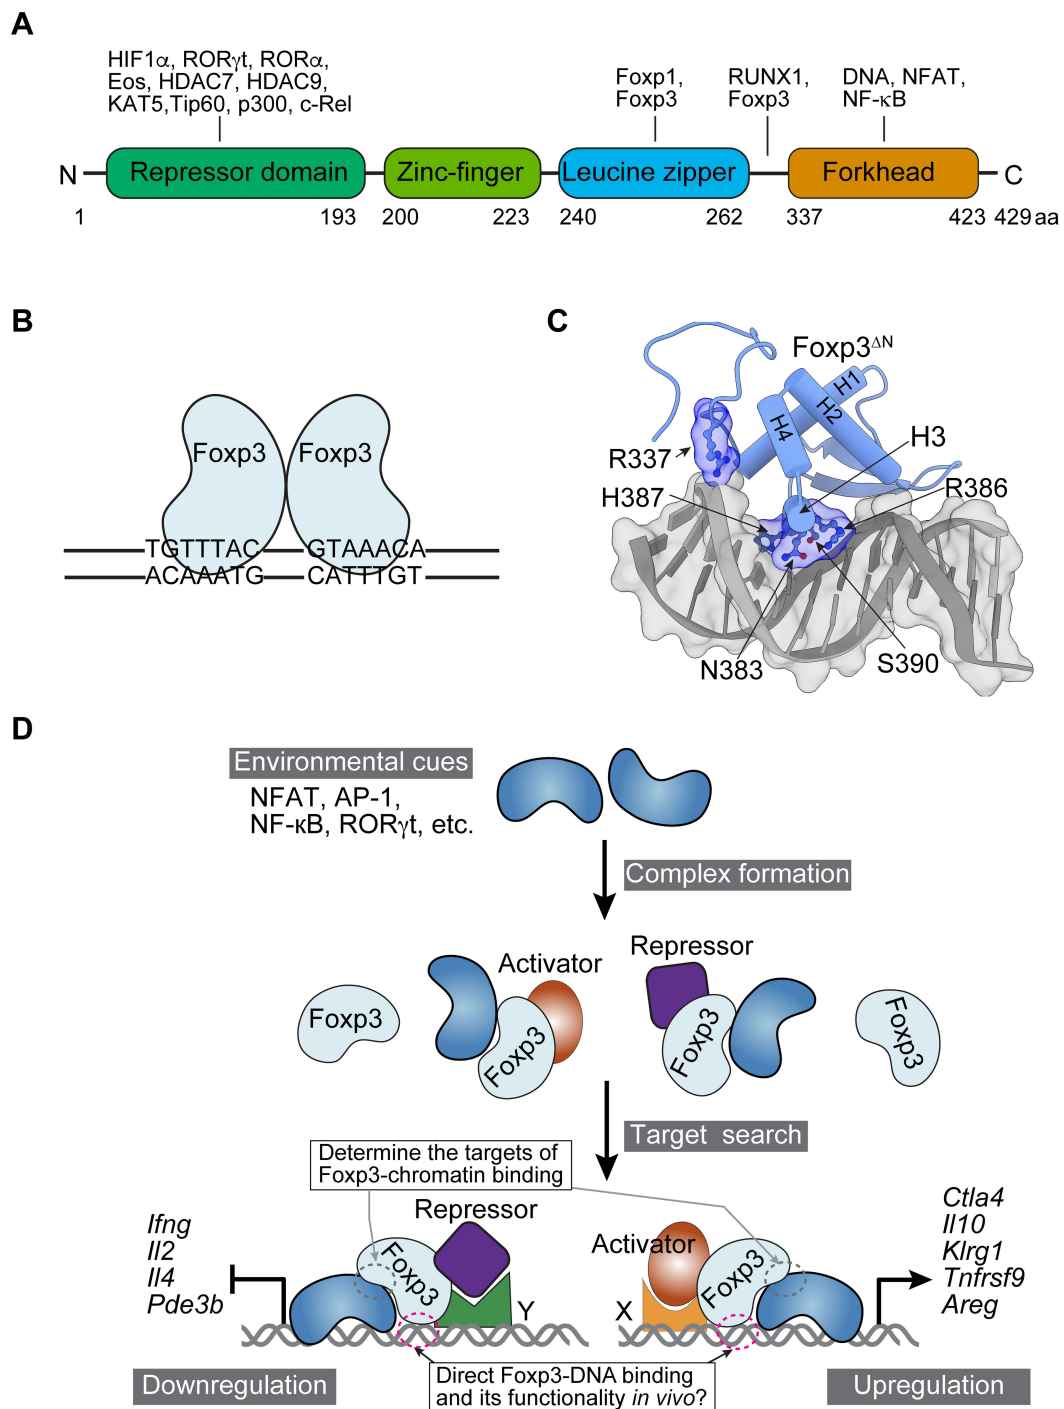 A
HIF1α, RORγt, RORα,
Eos, HDAC7, HDAC9,
KAT5,Tip60, p300, c-Rel
Foxp1,
Foxp3
RUNX1,
Foxp3
DNA, NFAT,
NF-κB
N
Repressor domain
Zinc-finger
Leucine zipper
Forkhead
C
1
193
200
223
240
262
337
423
429 aa
B
Foxp3
Foxp3
TGTTTAC
GTAAACA
ACAAATG
CATTTGT
C
Foxp3ΔN
H1
H2
H4
H3
R337
H387
R386
N383
S390
D
Environmental cues
NFAT, AP-1,
NF-κB, RORγt, etc.
Complex formation
Activator
Repressor
Foxp3
Foxp3
Foxp3
Foxp3
Target search
Determine the targets of
Foxp3-chromatin binding
Ifng
Il2
Il4
Pde3b
Repressor
Foxp3
Y
Activator
Foxp3
X
Ctla4
Il10
Klrg1
Tnfrsf9
Areg
Downregulation
Direct Foxp3-DNA binding
and its functionality in vivo?
Upregulation